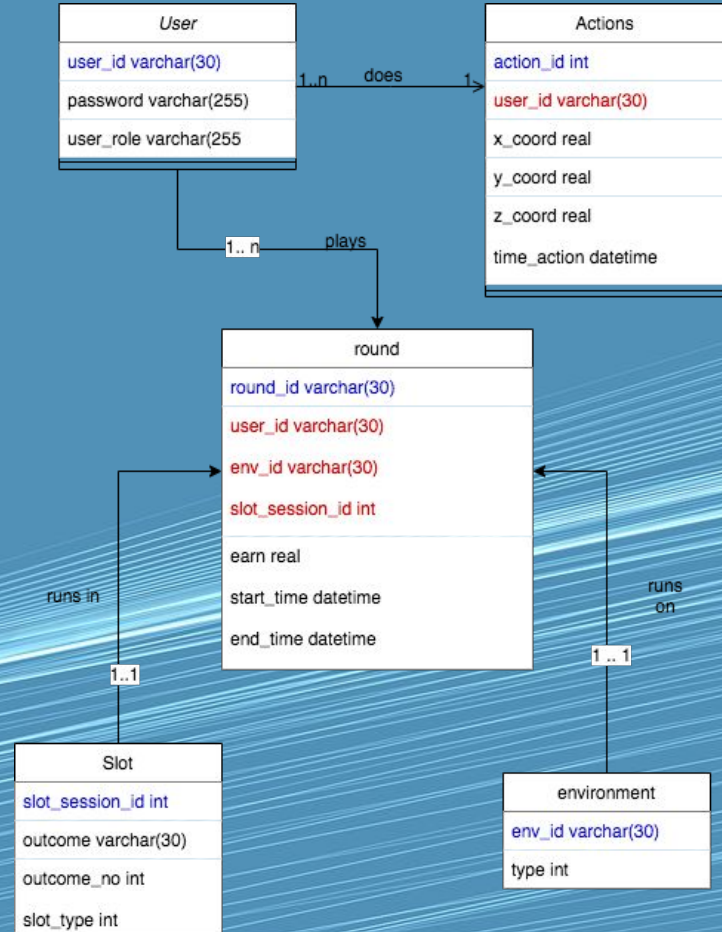 User
user_id varchar(30)
password varchar(255)
user_role varchar(255
1..n
does
1
Actions
action_id int
user_id varchar(30)
x_coord real
y_coord real
z_coord real
time_action datetime
1.. n
plays
round
round_id varchar(30)
user_id varchar(30)
env_id varchar(30)
slot_session_id int
earn real
start_time datetime
end_time datetime
runs in
1..1
runs
on
1 .. 1
Slot
slot_session_id int
outcome varchar(30)
outcome_no int
slot_type int
environment
env_id varchar(30)
type int